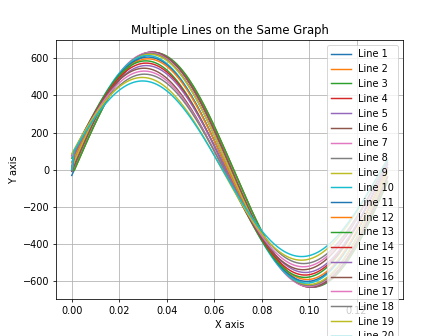 Multiple Lines on the Same Graph
600
400
200
0
−200
−400
−600
Y axis
0.00
0.02
0.04
0.06
0.08
0.10
X axis
Line 1
Line 2
Line 3
Line 4
Line 5
Line 6
Line 7
Line 8
Line 9
Line 10
Line 11
Line 12
Line 13
Line 14
Line 15
Line 16
Line 17
Line 18
Line 19
Line 20